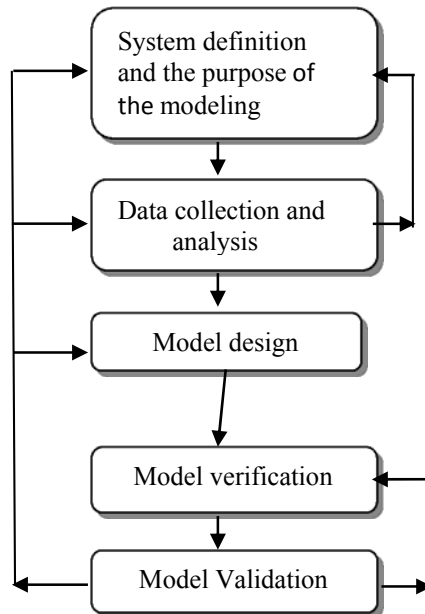 System definition
and the purpose of
the modeling
Data collection and
analysis
Model design
Model verification
Model Validation